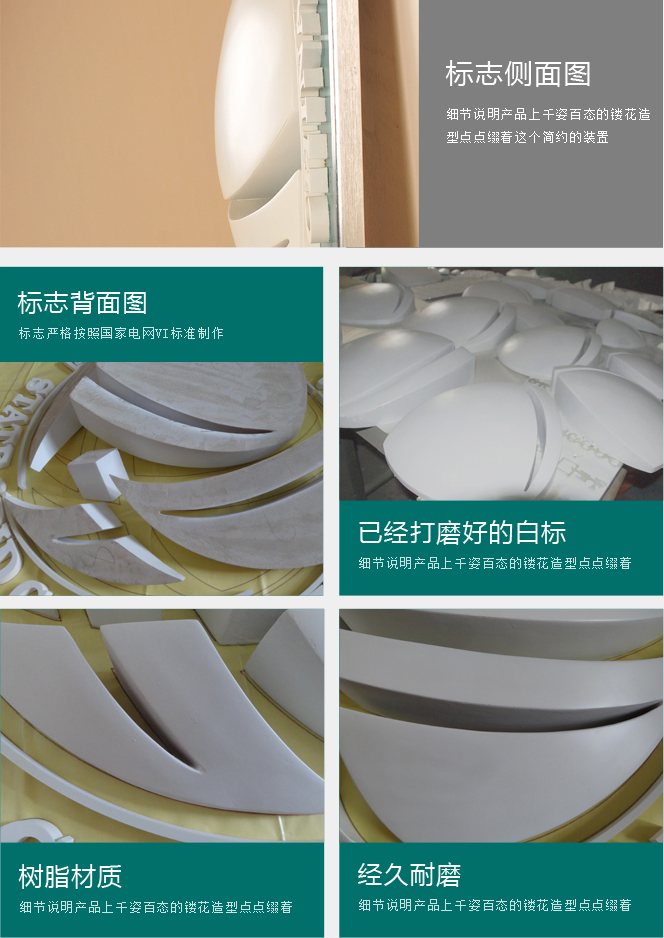 标志侧面图
细节说明产品上千姿百态的镂花造
型点点缀着这个简约的装置
标志背面图
标志严格按照国家电网VI标准制作
已经打磨好的白标
细节说明产品上千姿百态的镂花造型点点缀着
树脂材质
细节说明产品上千姿百态的镂花造型点点缀着
经久耐磨
细节说明产品上千姿百态的镂花造型点点缀着